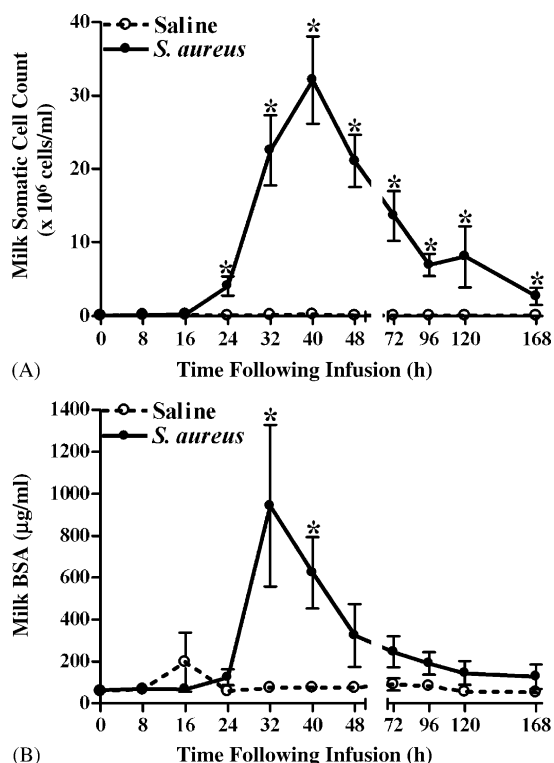 Saline
S. aureus
Milk Somatic Cell Count
(x 10⁶ cells/ml)
40
30
20
10
0
* * * * * * * *
0 8 16 24 32 40 48 72 96 120 168
Time Following Infusion (h)
(A)
Saline
S. aureus
Milk BSA (µg/ml)
1400
1200
1000
800
600
400
200
0
* *
0 8 16 24 32 40 48 72 96 120 168
Time Following Infusion (h)
(B)